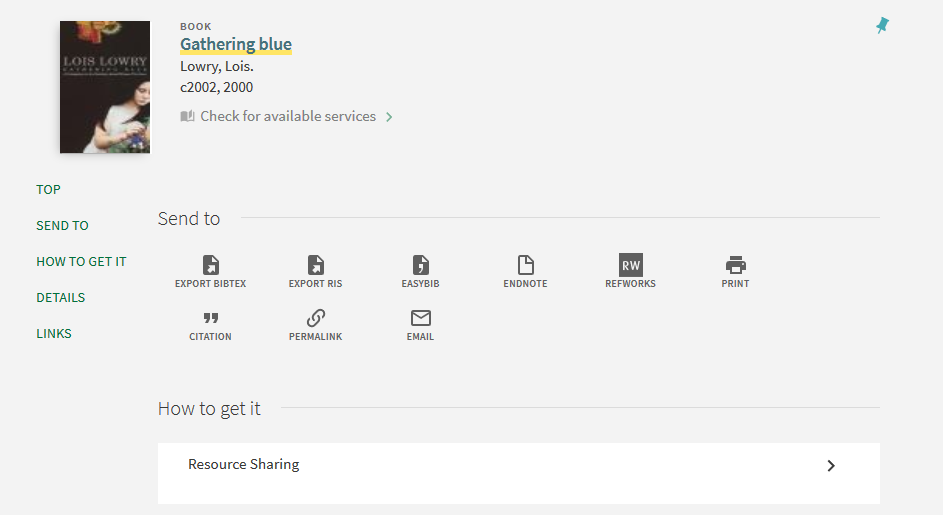 LOIS LOWRY
GATHERING BLUE
BOOK
Gathering blue
Lowry, Lois.
c2002, 2000
Check for available services
TOP
SEND TO
HOW TO GET IT
DETAILS
LINKS
Send to
EXPORT BIBTEX EXPORT RIS EASYBIB ENDNOTE RW REFWORKS PRINT
CITATION PERMALINK EMAIL
How to get it
Resource Sharing